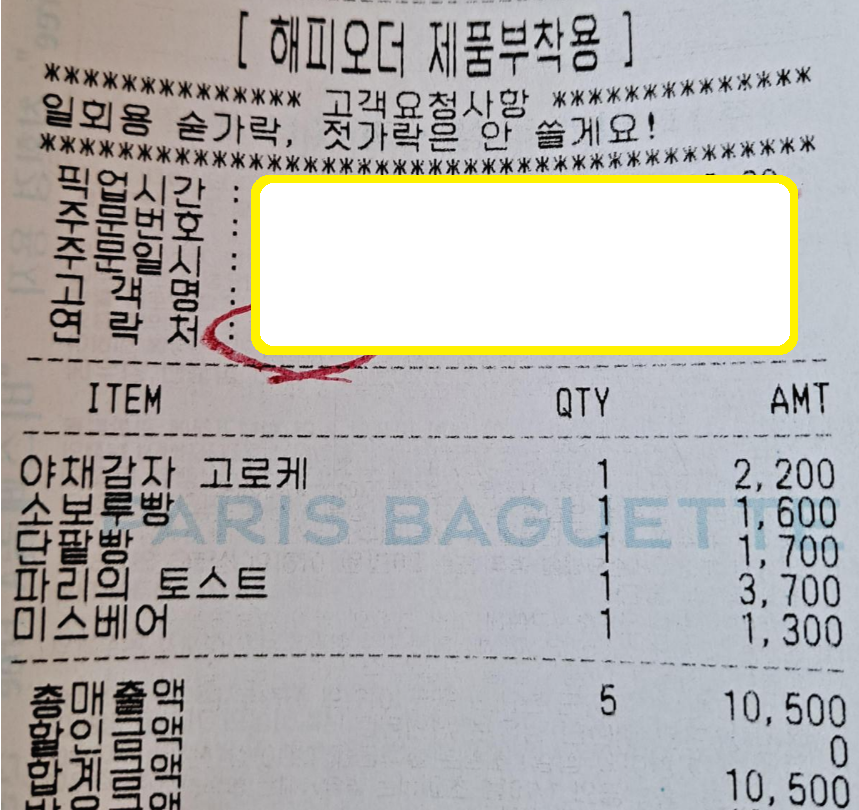 [ 해피오더 제품부착용 ]
************** 고객요청사항 **************
일회용 숟가락, 젓가락은 안 쓸게요!
****************************************
픽업시간 :
주문번호 :
주문일시 :
고 객 명 :
연 락 처 :
ITEM QTY AMT
야채감자 고로케 1 2,200
소보루빵 1 1,600
단팥빵 1 1,700
파리의 토스트 1 3,700
미스베어 1 1,300
PARIS BAGUETTE
총매출액 5 10,500
할인금액 0
합계금액 10,500